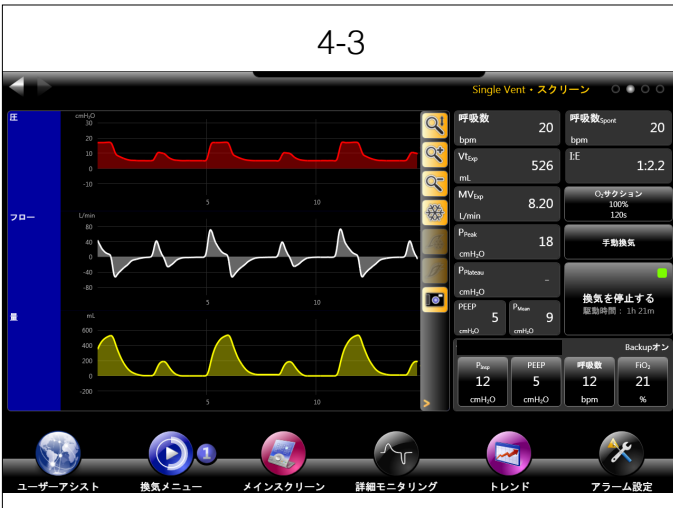 4-3
Single Vent・スクリーン
圧
cmH₂O
30
20
10
0
-10
5
10
フロー
L/min
80
40
0
-40
-80
5
10
量
mL
600
400
200
0
-200
5
10
呼吸数
20
bpm
呼吸数Spont
20
bpm
VtExp
526
mL
I:E
1:2.2
MVExp
8.20
L/min
O₂サクション
100%
120s
PPeak
18
cmH₂O
手動換気
PPlateau
-
cmH₂O
換気を停止する
駆動時間： 1h 21m
PEEP
5
cmH₂O
PMean
9
cmH₂O
Backupオン
PInsp
12
cmH₂O
PEEP
5
cmH₂O
呼吸数
12
bpm
FiO₂
21
%
1
ユーザーアシスト
換気メニュー
メインスクリーン
詳細モニタリング
トレンド
アラーム設定